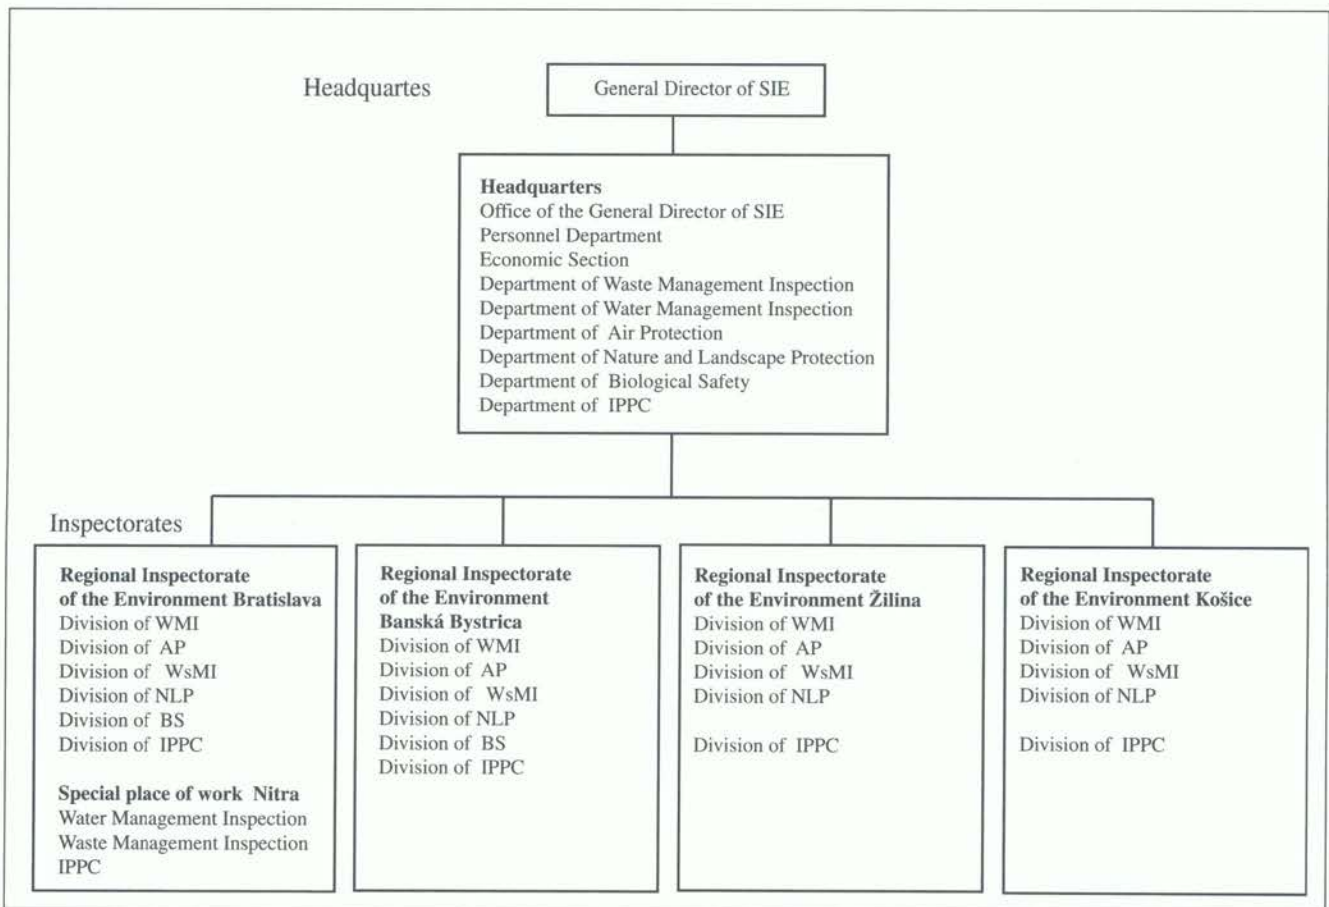 Headquartes
General Director of SIE
Headquarters
Office of the General Director of SIE
Personnel Department
Economic Section
Department of Waste Management Inspection
Department of Water Management Inspection
Department of Air Protection
Department of Nature and Landscape Protection
Department of Biological Safety
Department of IPPC
Inspectorates
Regional Inspectorate
of the Environment Bratislava
Division of WMI
Division of AP
Division of WsMI
Division of NLP
Division of BS
Division of IPPC
Special place of work Nitra
Water Management Inspection
Waste Management Inspection
IPPC
Regional Inspectorate
of the Environment
Banská Bystrica
Division of WMI
Division of AP
Division of WsMI
Division of NLP
Division of BS
Division of IPPC
Regional Inspectorate
of the Environment Žilina
Division of WMI
Division of AP
Division of WsMI
Division of NLP
Division of IPPC
Regional Inspectorate
of the Environment Košice
Division of WMI
Division of AP
Division of WsMI
Division of NLP
Division of IPPC